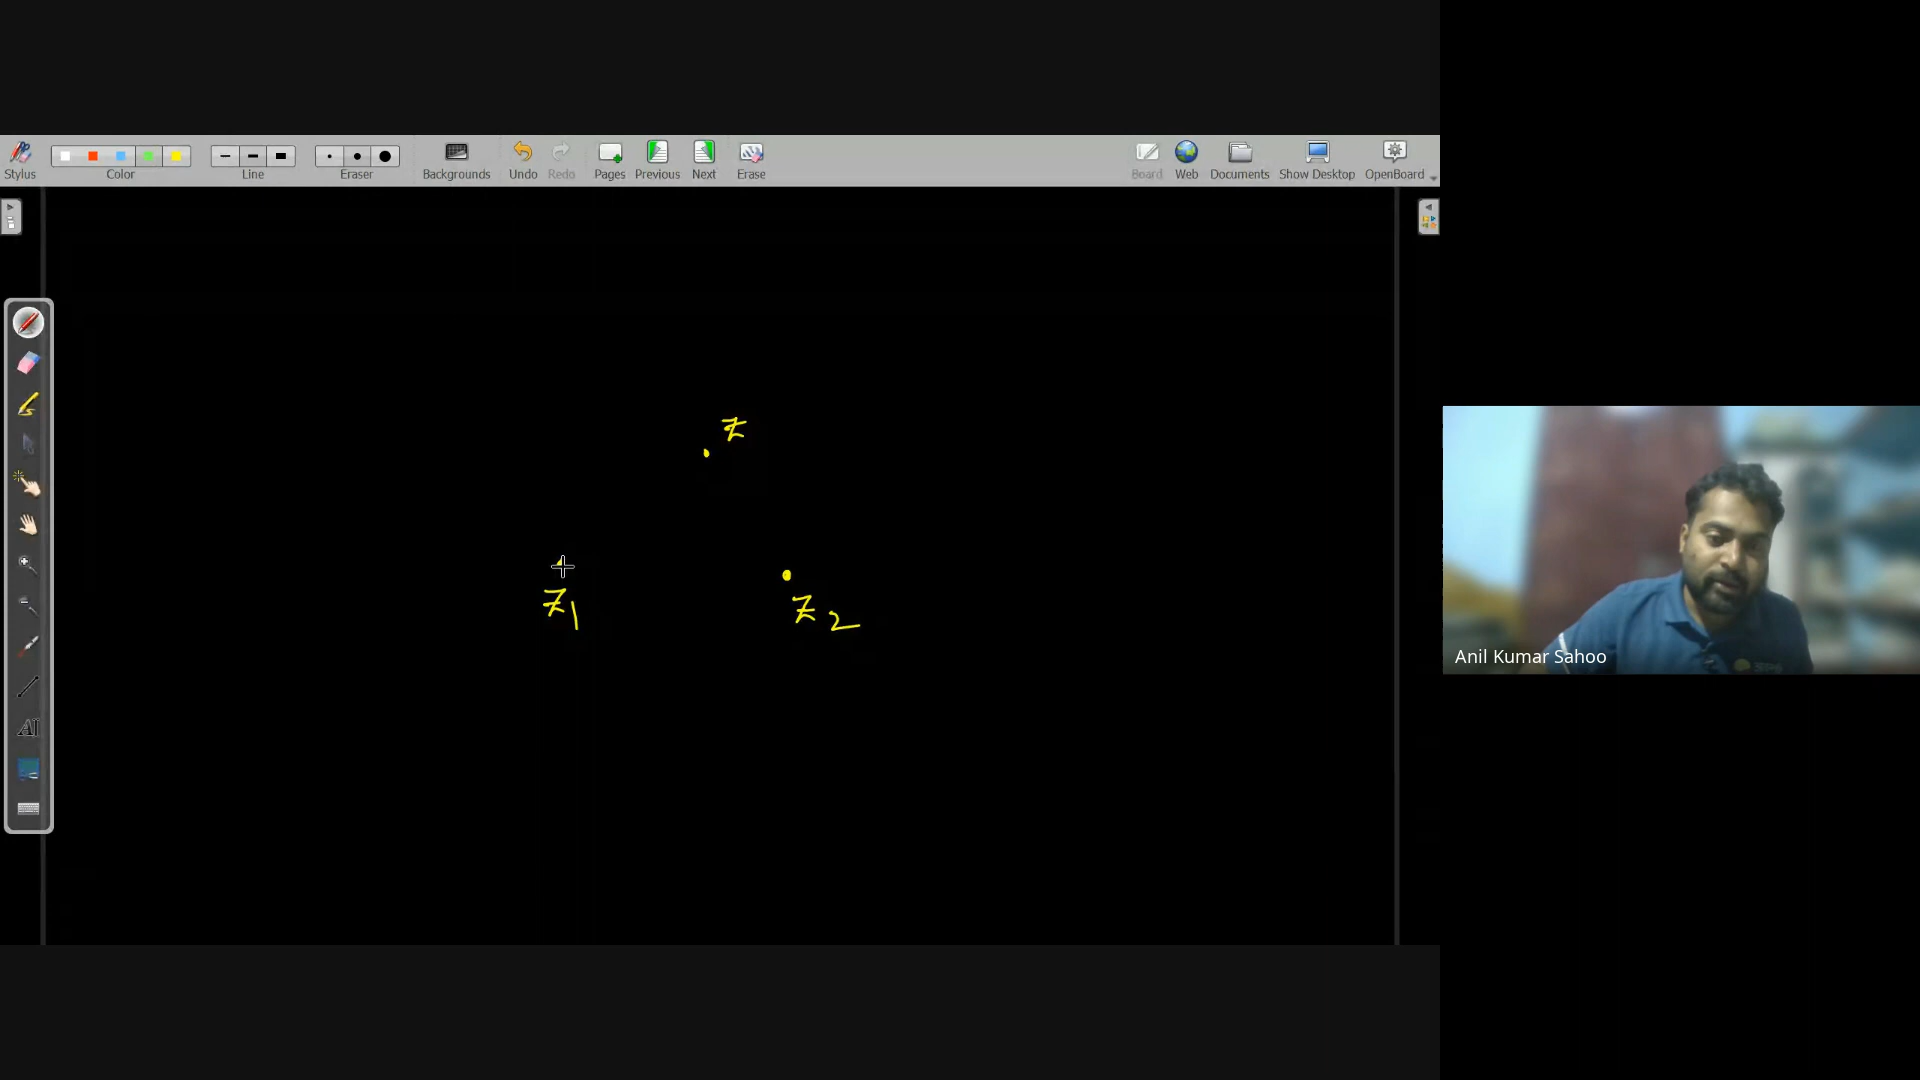 Stylus
Color
Line
Eraser
Backgrounds
Undo
Redo
Pages
Previous
Next
Erase
Board
Web
Documents
Show Desktop
OpenBoard
z
z1
z2
AI
Anil Kumar Sahoo